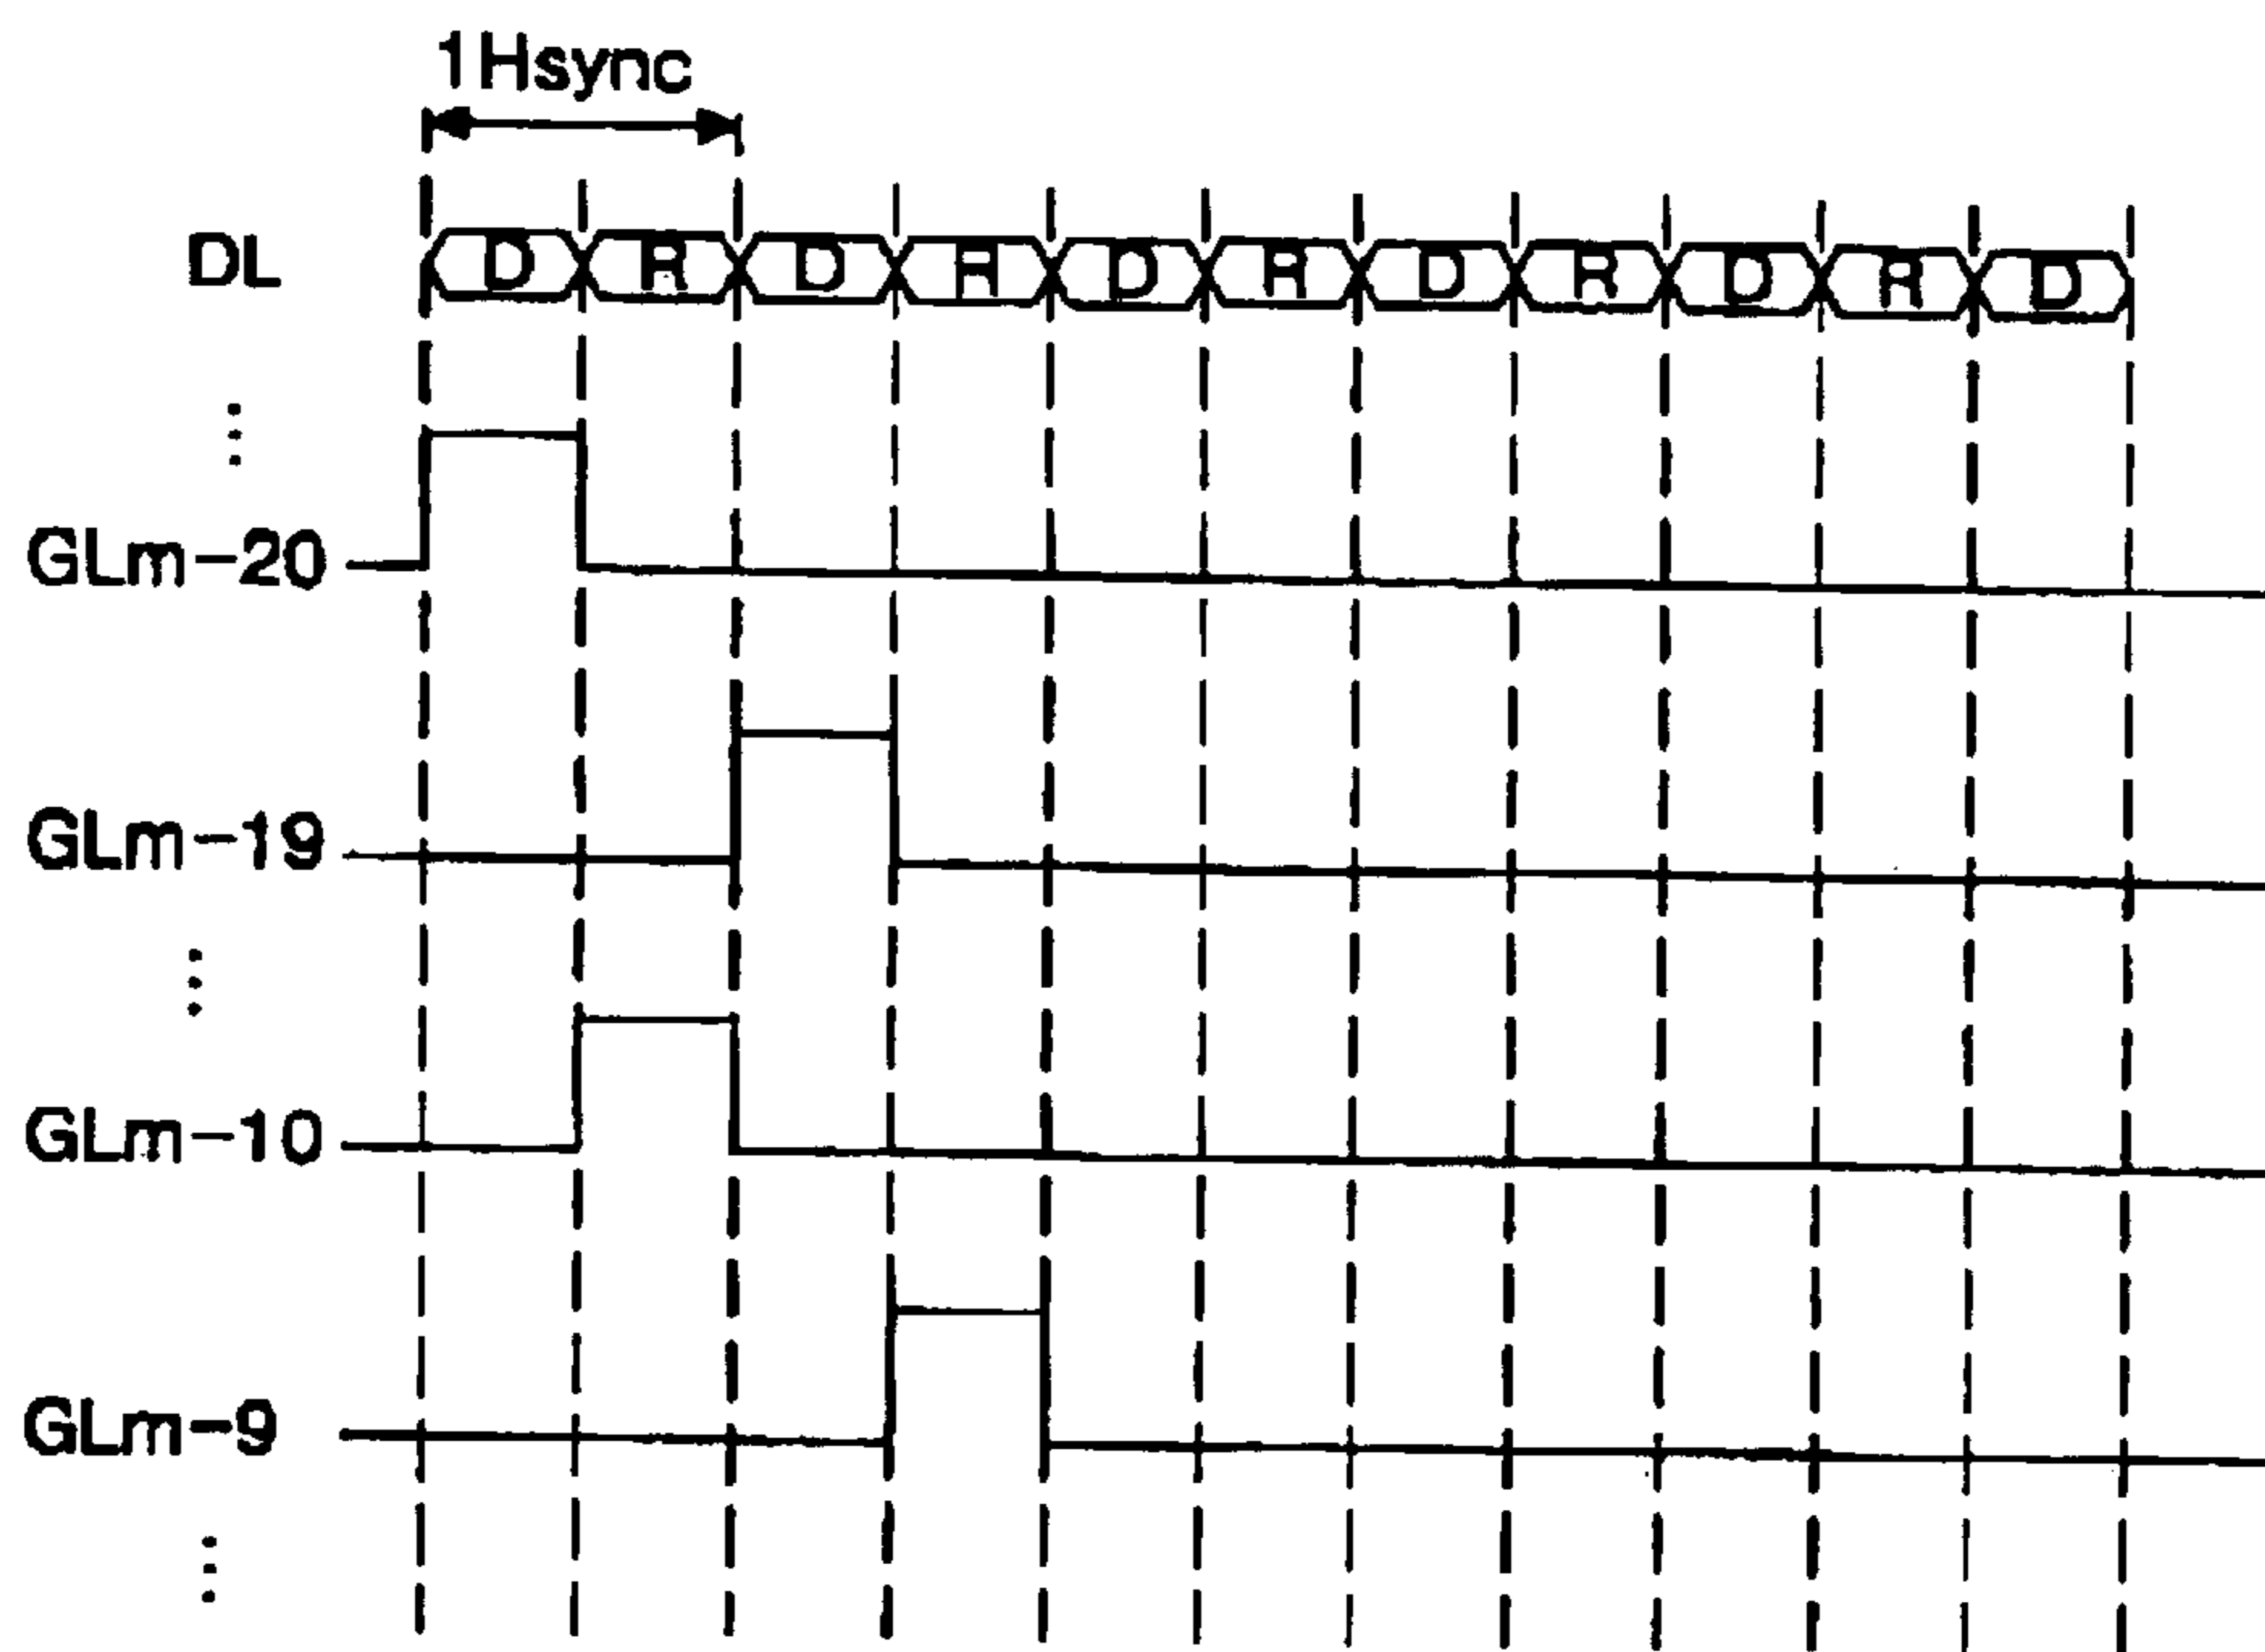 1Hsync
DL D R D R D R D R D R D
GLm-20
GLm-19
GLm-10
GLm-9